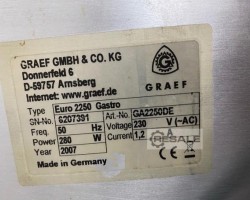 GRAEF GMBH & CO. KG
Donnerfeld 6
D-59757 Arnsberg
Internet: www.graef.de
GRAEF
Type Euro 2250 Gastro
SN-No. 6207391 Art.-No. GA2250DE
Freq. 50 Hz Voltage 230 V (~AC)
Power 280 W Current 1,2 A
Year 2007
RESALE
Made in Germany